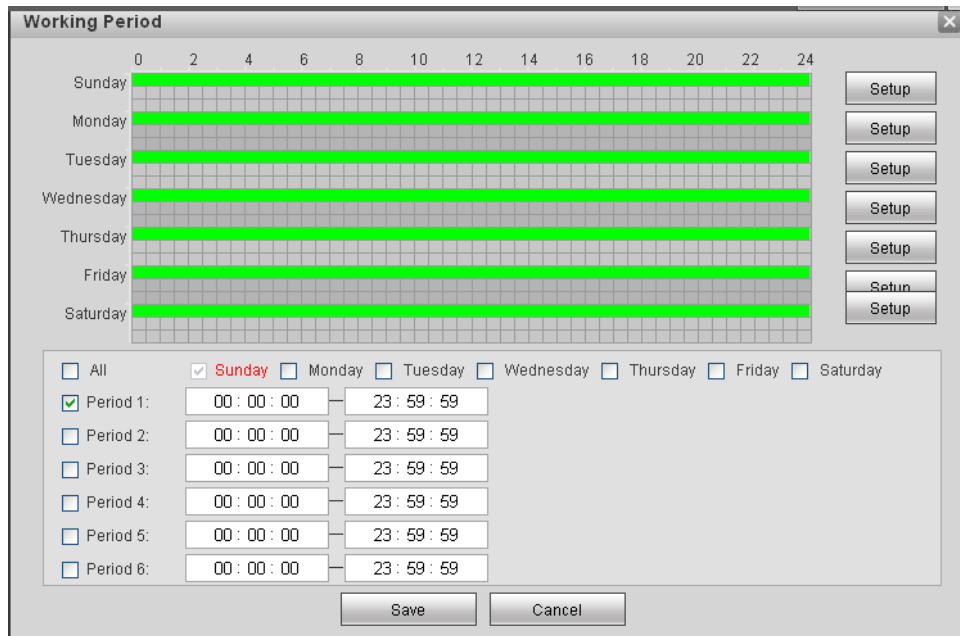 Working Period
0 2 4 6 8 10 12 14 16 18 20 22 24
Sunday Setup
Monday Setup
Tuesday Setup
Wednesday Setup
Thursday Setup
Friday Setup
Saturday Setup
All Sunday Monday Tuesday Wednesday Thursday Friday Saturday
Period 1: 00 : 00 : 00 — 23 : 59 : 59
Period 2: 00 : 00 : 00 — 23 : 59 : 59
Period 3: 00 : 00 : 00 — 23 : 59 : 59
Period 4: 00 : 00 : 00 — 23 : 59 : 59
Period 5: 00 : 00 : 00 — 23 : 59 : 59
Period 6: 00 : 00 : 00 — 23 : 59 : 59
Save Cancel